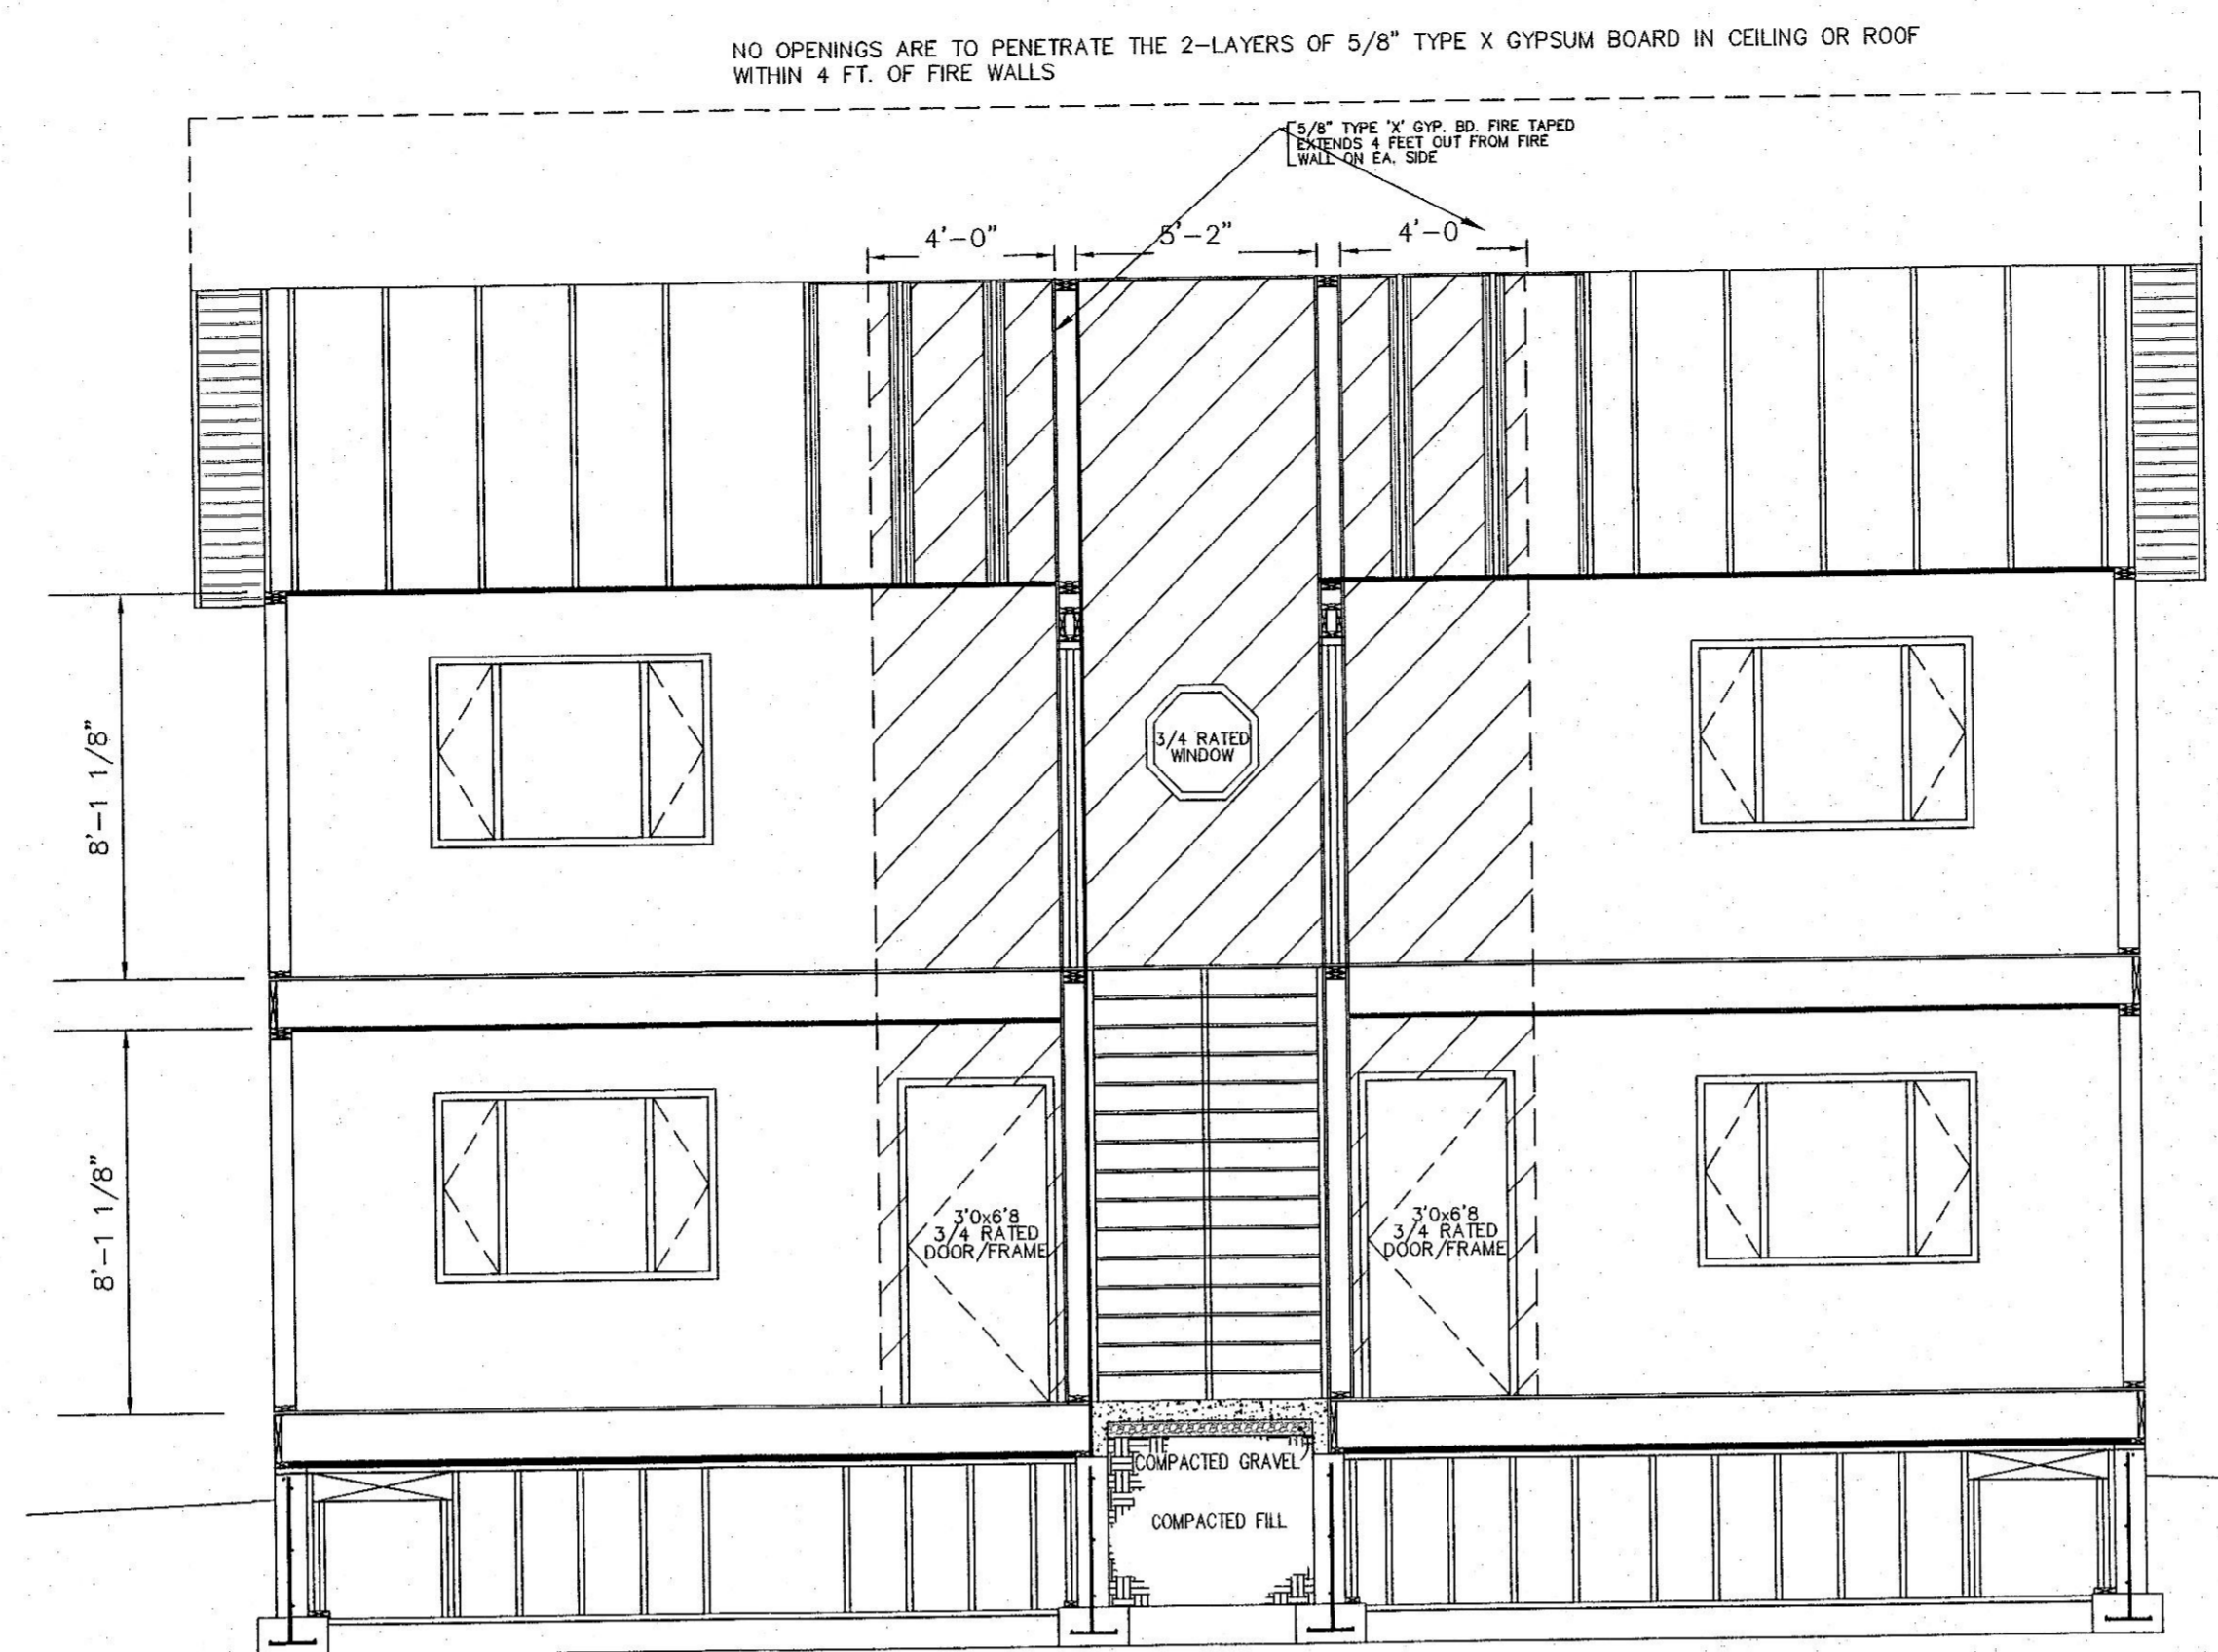 NO OPENINGS ARE TO PENETRATE THE 2-LAYERS OF 5/8" TYPE X GYPSUM BOARD IN CEILING OR ROOF
WITHIN 4 FT. OF FIRE WALLS
5/8" TYPE 'X' GYP. BD. FIRE TAPED
EXTENDS 4 FEET OUT FROM FIRE
WALL ON EA. SIDE
4'-0"
5'-2"
4'-0
8'-1 1/8"
3/4 RATED
WINDOW
8'-1 1/8"
3'0x6'8
3/4 RATED
DOOR/FRAME
3'0x6'8
3/4 RATED
DOOR/FRAME
COMPACTED GRAVEL
COMPACTED FILL